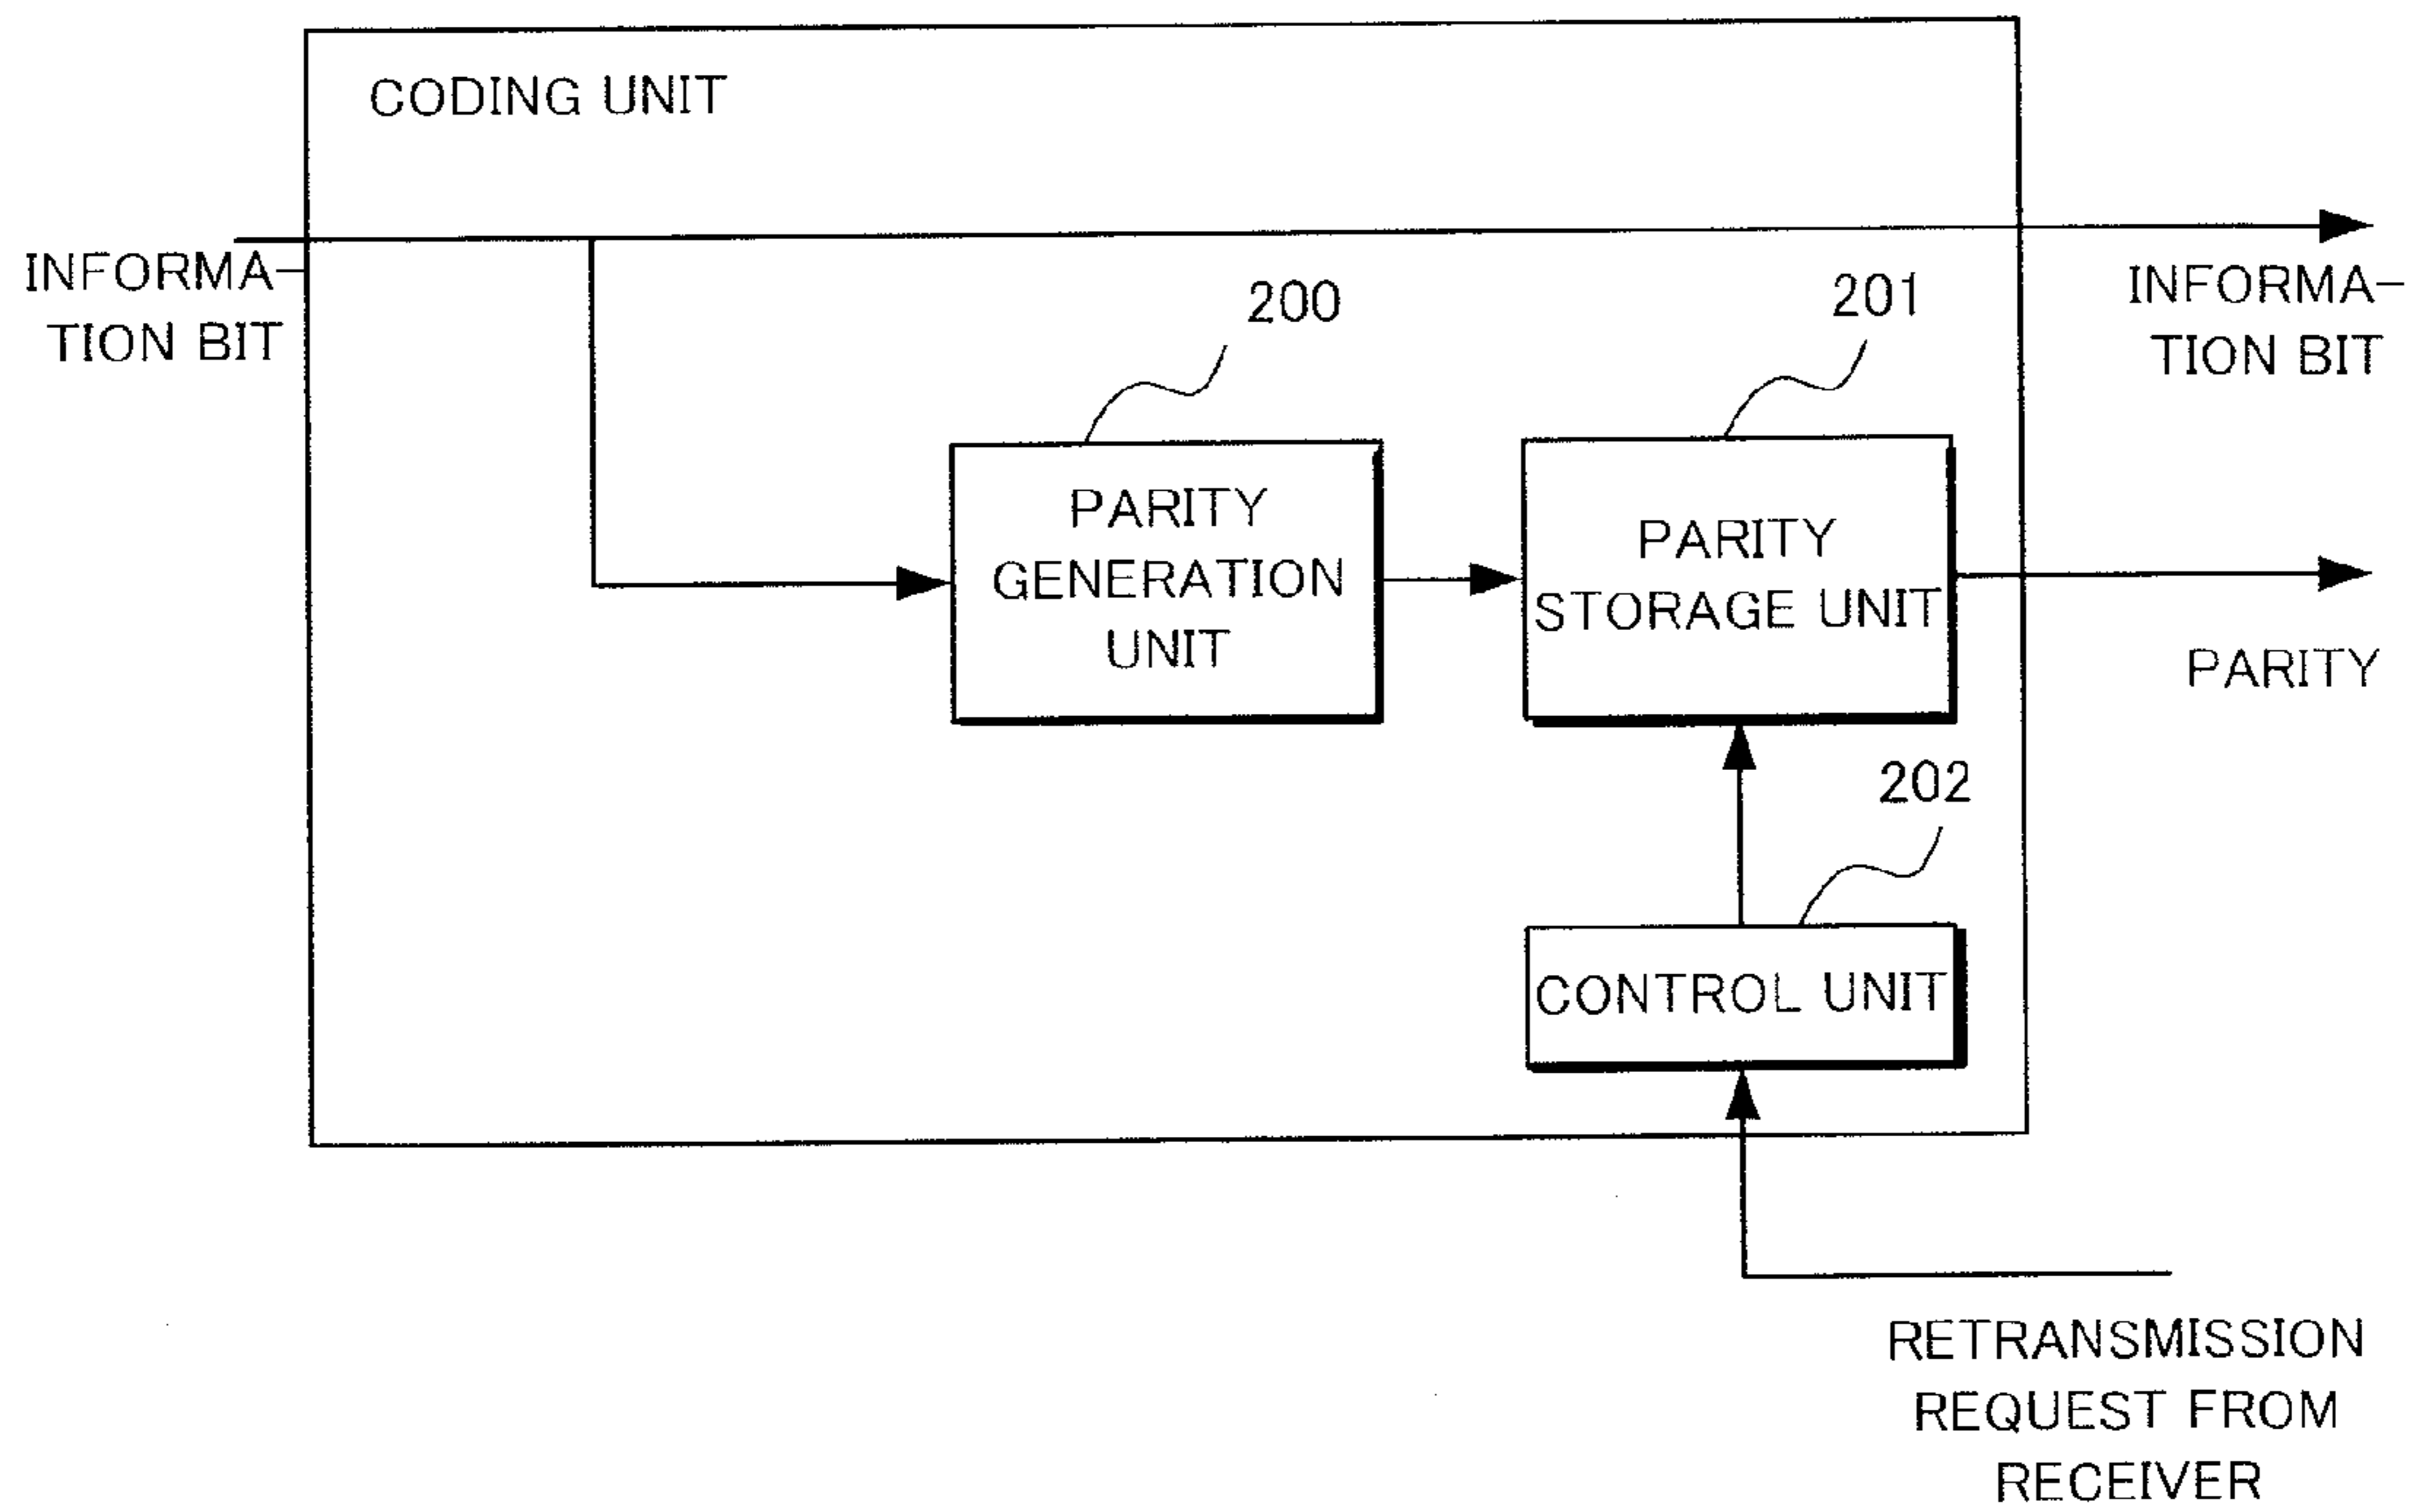 CODING UNIT
INFORMA-
TION BIT
INFORMA-
TION BIT
200
201
PARITY
GENERATION
UNIT
PARITY
STORAGE UNIT
PARITY
202
CONTROL UNIT
RETRANSMISSION
REQUEST FROM
RECEIVER